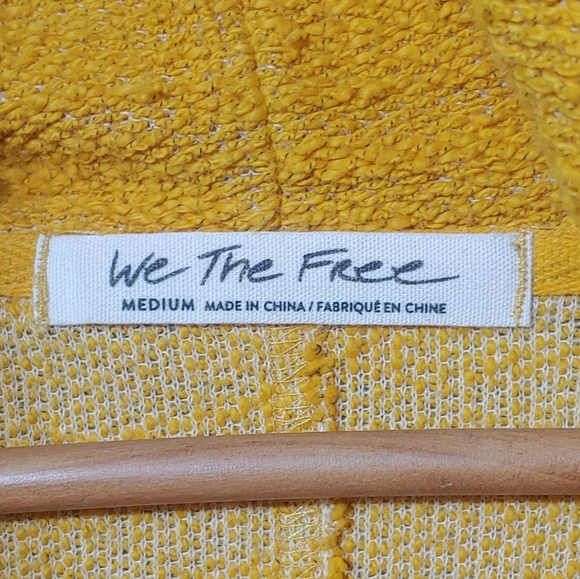 We The Free
MEDIUM MADE IN CHINA / FABRIQUÉ EN CHINE